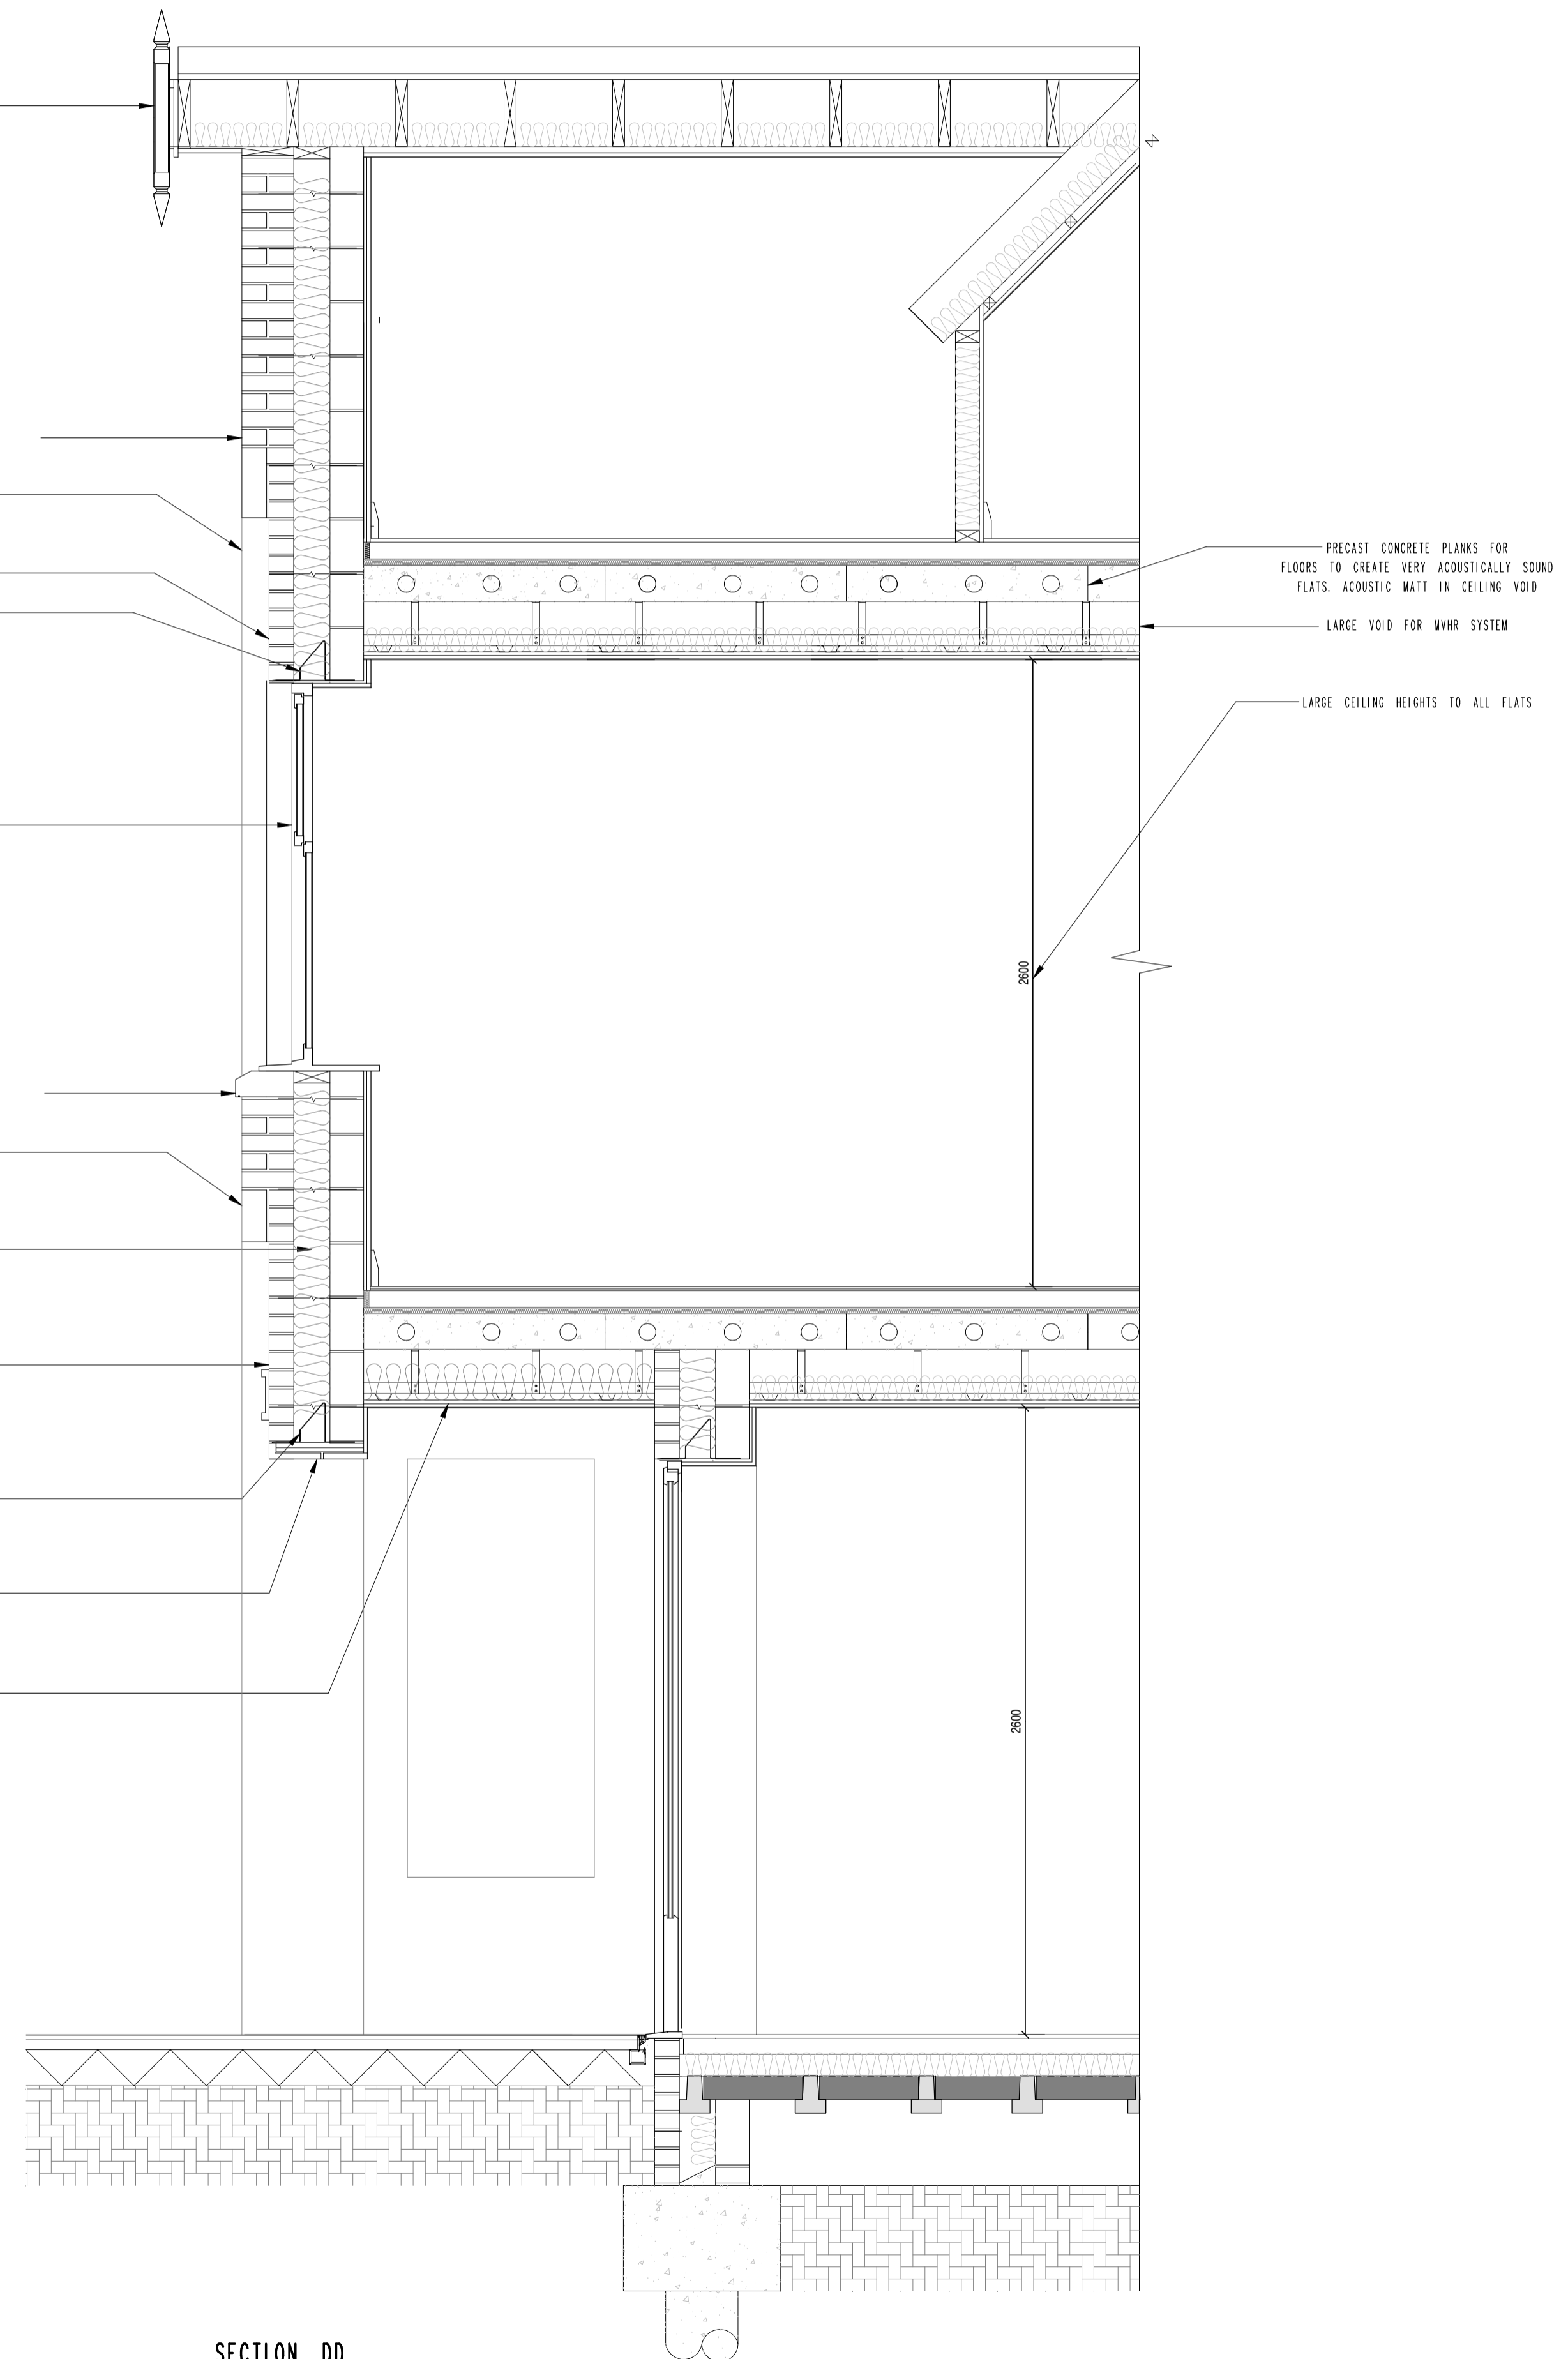 PRECAST CONCRETE PLANKS FOR
FLOORS TO CREATE VERY ACOUSTICALLY SOUND
FLATS. ACOUSTIC MATT IN CEILING VOID
LARGE VOID FOR MVHR SYSTEM
LARGE CEILING HEIGHTS TO ALL FLATS
2600
2600
SECTION DD